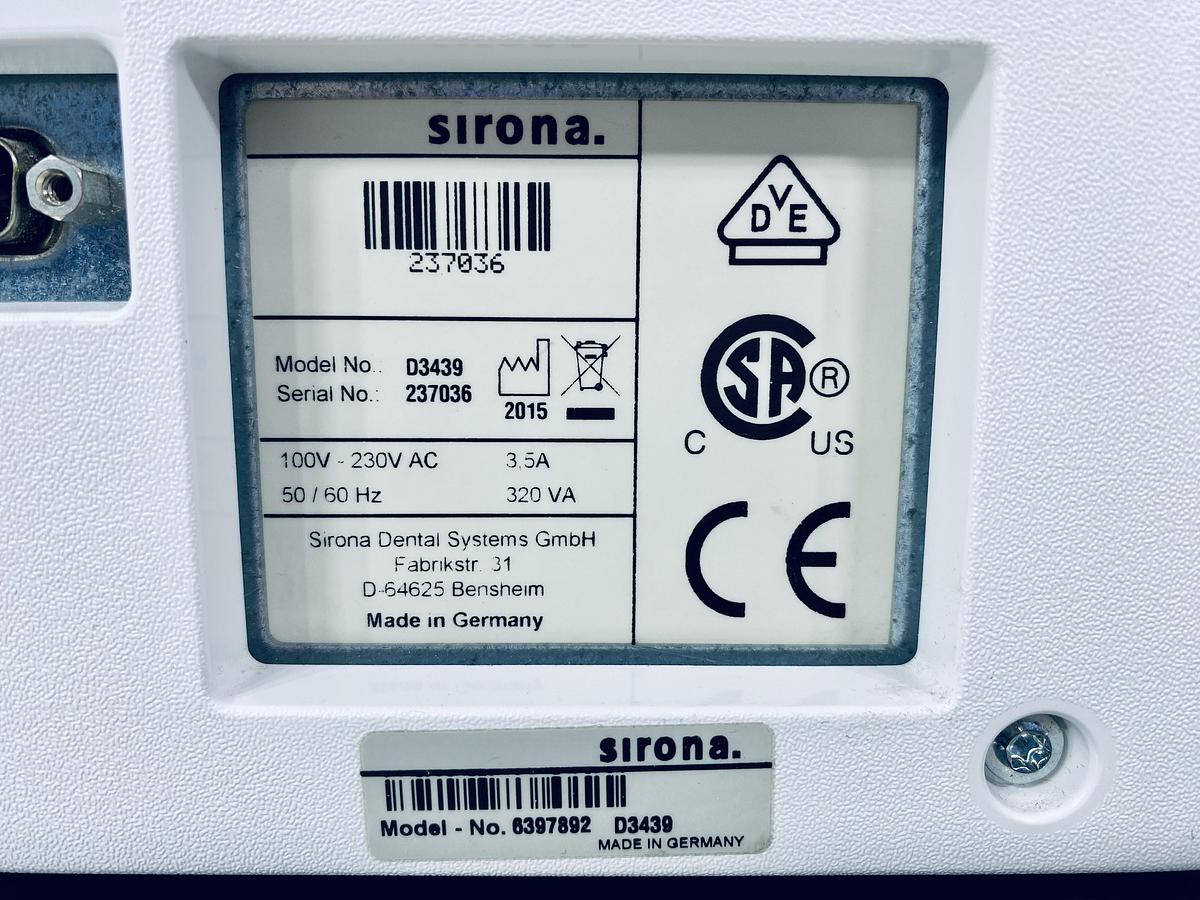 sirona.
237036
Model No.: D3439
Serial No.: 237036
2015
100V - 230V AC 3,5A
50 / 60 Hz 320 VA
Sirona Dental Systems GmbH
Fabrikstr. 31
D-64625 Bensheim
Made in Germany
VDE
CSA ®
C US
CE
sirona.
Model - No. 6397892 D3439
MADE IN GERMANY